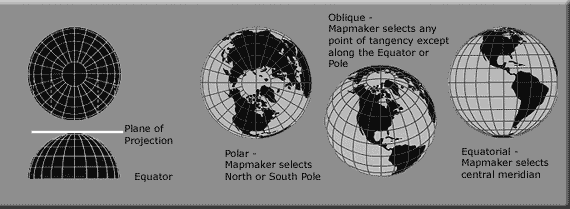 Plane of
Projection
Equator
Polar -
Mapmaker selects
North or South Pole
Oblique -
Mapmaker selects any
point of tangency except
along the Equator or
Pole
Equatorial -
Mapmaker selects
central meridian